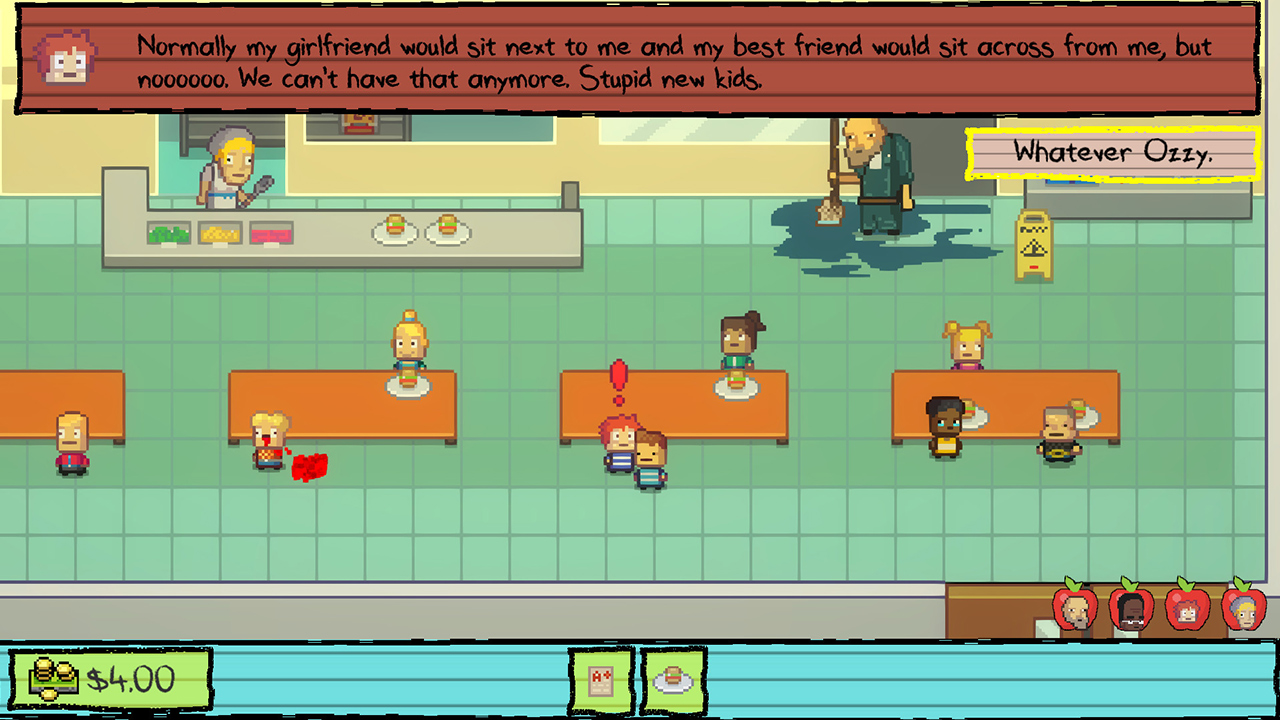 Normally my girlfriend would sit next to me and my best friend would sit across from me, but
noooooo. We can't have that anymore. Stupid new kids.
Whatever Ozzy.
$4.00
A+